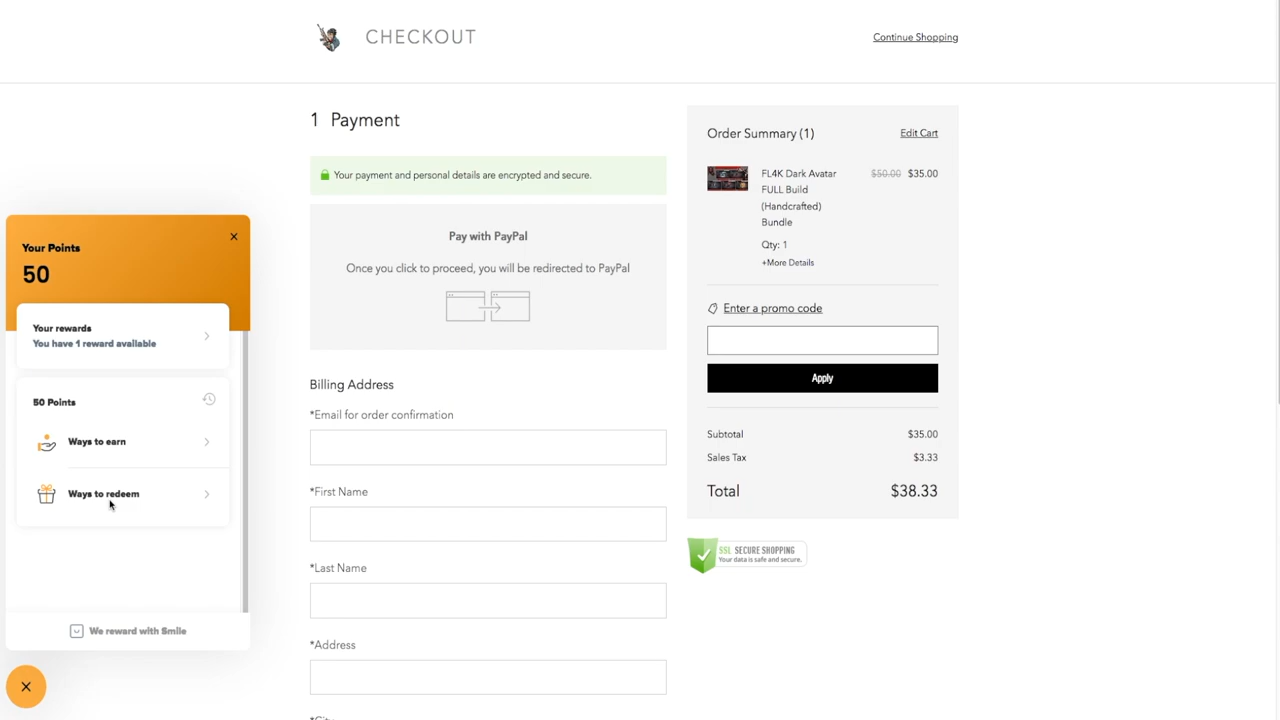 CHECKOUT
Continue Shopping
1 Payment
Your payment and personal details are encrypted and secure.
Pay with PayPal
Once you click to proceed, you will be redirected to PayPal
Billing Address
*Email for order confirmation
*First Name
*Last Name
*Address
*City
Order Summary (1)
Edit Cart
FL4K Dark Avatar
FULL Build
(Handcrafted)
Bundle
$50.00 $35.00
Qty: 1
+More Details
Enter a promo code
Apply
Subtotal $35.00
Sales Tax $3.33
Total $38.33
SSL SECURE SHOPPING
Your data is safe and secure.
Your Points
50
Your rewards
You have 1 reward available
50 Points
Ways to earn
Ways to redeem
We reward with Smile